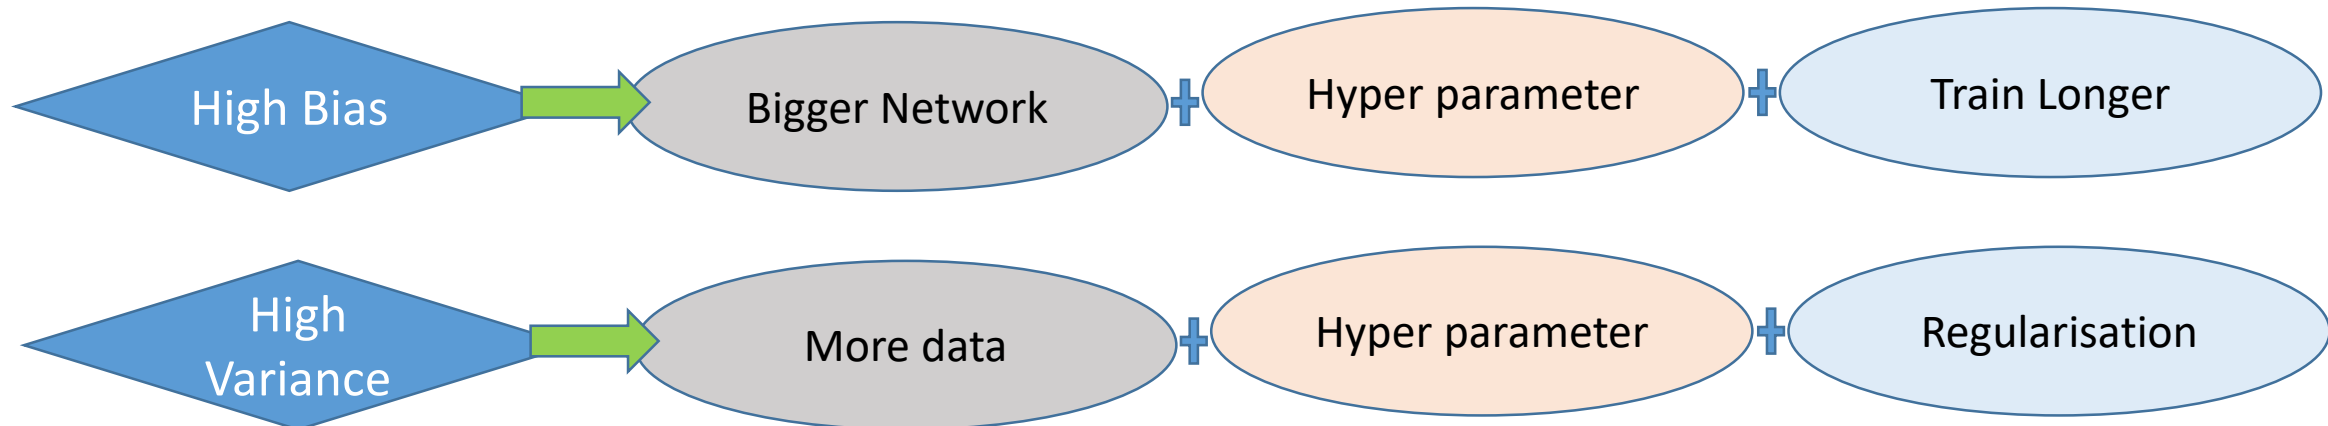 High Bias
Bigger Network
Hyper parameter
Train Longer
High
Variance
More data
Hyper parameter
Regularisation